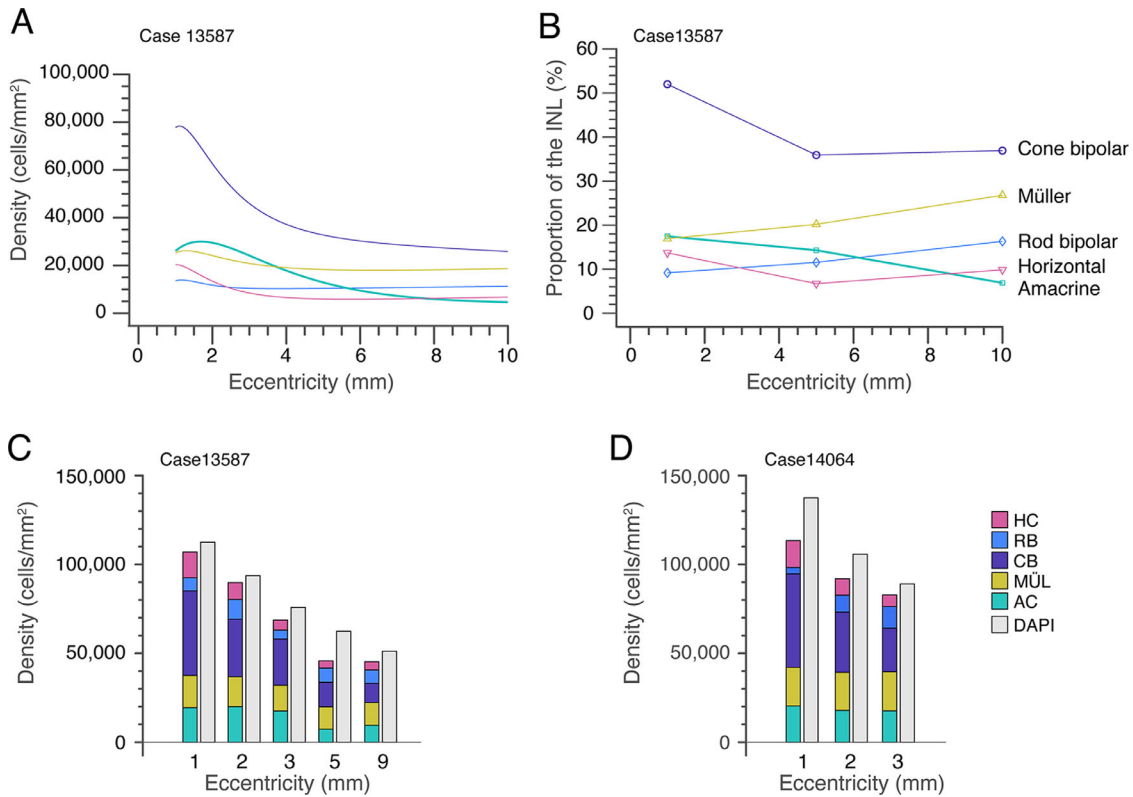 A
Case 13587
Density (cells/mm²)
100,000
80,000
60,000
40,000
20,000
0
0 2 4 6 8 10
Eccentricity (mm)
B
Case13587
Proportion of the INL (%)
60
50
40
30
20
10
0
Cone bipolar
Müller
Rod bipolar
Horizontal
Amacrine
0 2 4 6 8 10
Eccentricity (mm)
C
Case13587
Density (cells/mm²)
150,000
100,000
50,000
0
1 2 3 5 9
Eccentricity (mm)
D
Case14064
Density (cells/mm²)
150,000
100,000
50,000
0
1 2 3
Eccentricity (mm)
HC
RB
CB
MÜL
AC
DAPI